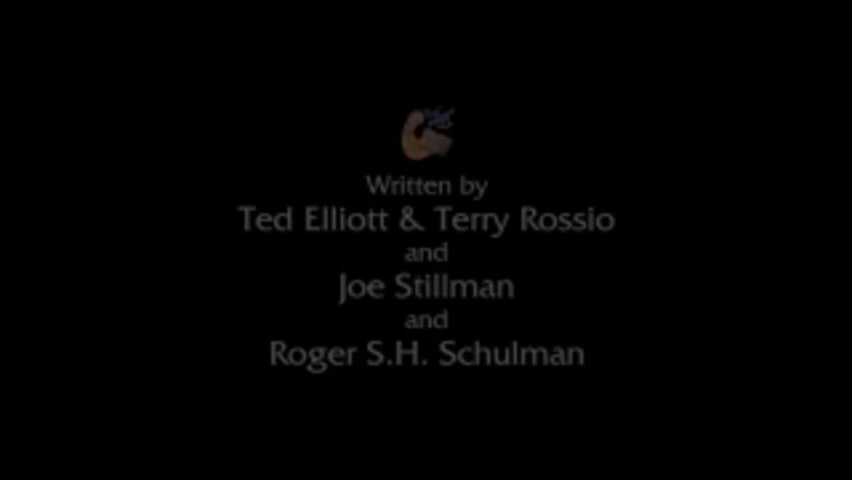 Written by
Ted Elliott & Terry Rossio
and
Joe Stillman
and
Roger S.H. Schulman